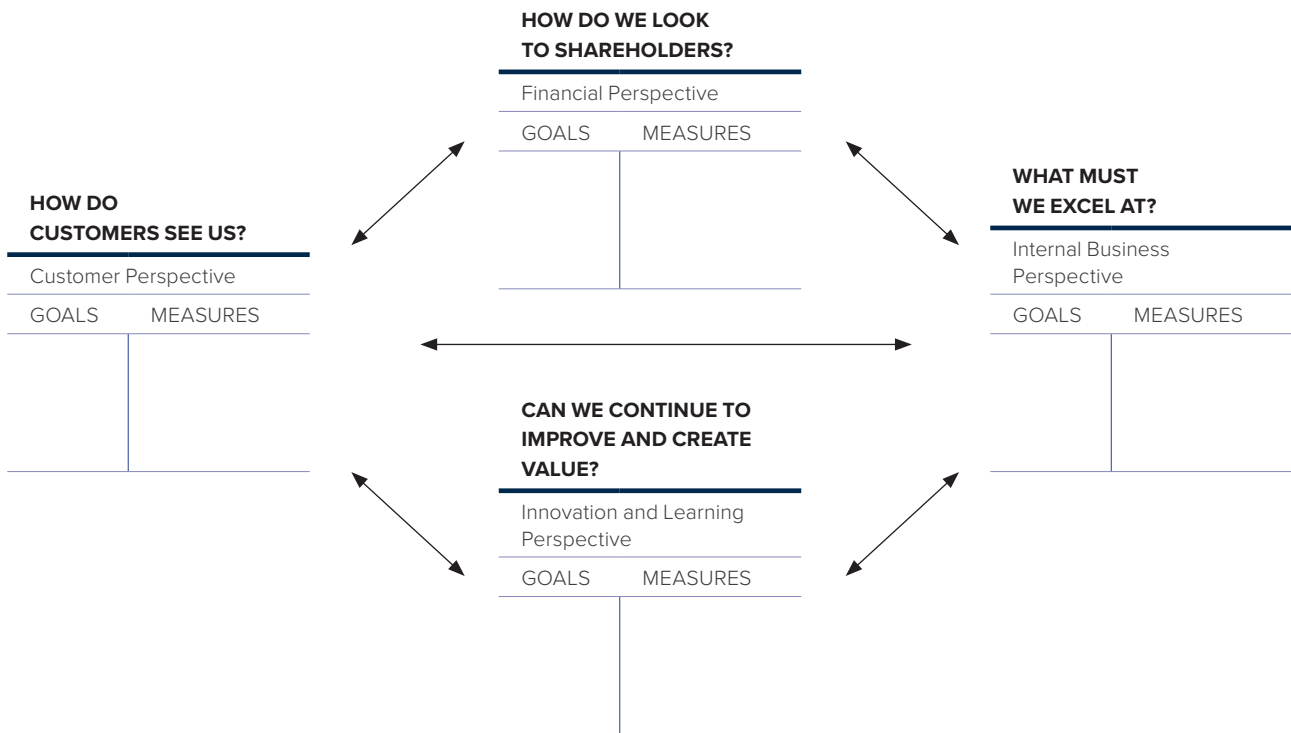 HOW DO WE LOOK
TO SHAREHOLDERS?
Financial Perspective
GOALS MEASURES
HOW DO
CUSTOMERS SEE US?
Customer Perspective
GOALS MEASURES
WHAT MUST
WE EXCEL AT?
Internal Business
Perspective
GOALS MEASURES
CAN WE CONTINUE TO
IMPROVE AND CREATE
VALUE?
Innovation and Learning
Perspective
GOALS MEASURES